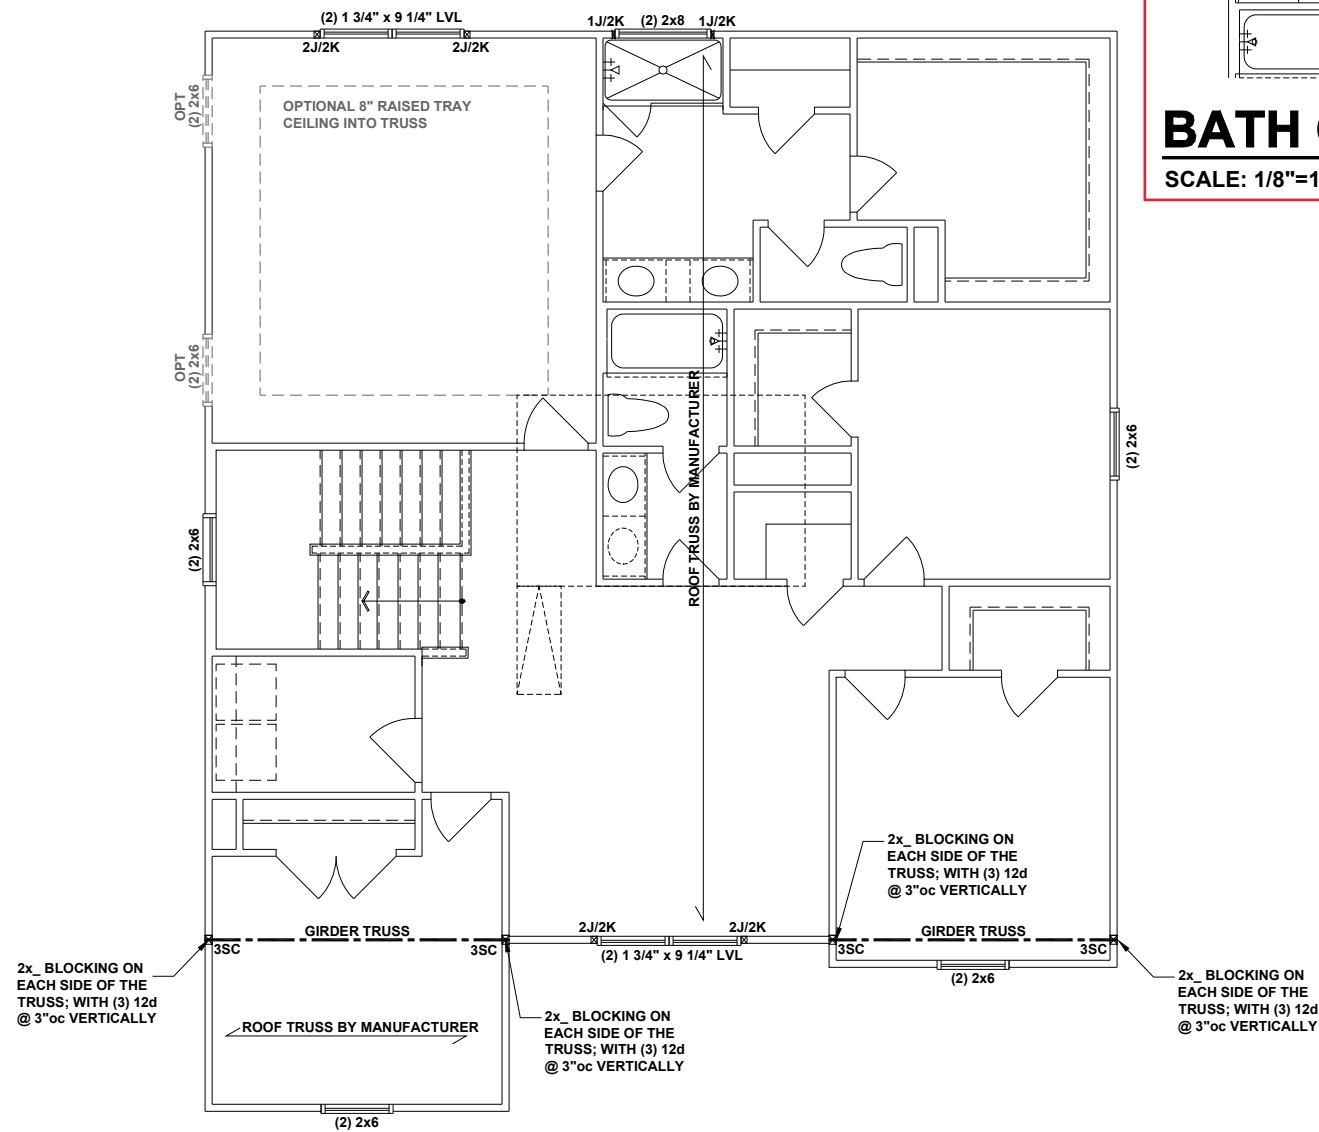 (2) 1 3/4" x 9 1/4" LVL
2J/2K
2J/2K
1J/2K
(2) 2x8
1J/2K
BATH
SCALE: 1/8"=1
OPT
(2) 2x6
OPTIONAL 8" RAISED TRAY
CEILING INTO TRUSS
OPT
(2) 2x6
ROOF TRUSS BY MANUFACTURER
(2) 2x6
(2) 2x6
2x_ BLOCKING ON
EACH SIDE OF THE
TRUSS; WITH (3) 12d
@ 3"oc VERTICALLY
GIRDER TRUSS
3SC
3SC
2J/2K
2J/2K
(2) 1 3/4" x 9 1/4" LVL
GIRDER TRUSS
3SC
3SC
(2) 2x6
2x_ BLOCKING ON
EACH SIDE OF THE
TRUSS; WITH (3) 12d
@ 3"oc VERTICALLY
2x_ BLOCKING ON
EACH SIDE OF THE
TRUSS; WITH (3) 12d
@ 3"oc VERTICALLY
2x_ BLOCKING ON
EACH SIDE OF THE
TRUSS; WITH (3) 12d
@ 3"oc VERTICALLY
ROOF TRUSS BY MANUFACTURER
(2) 2x6